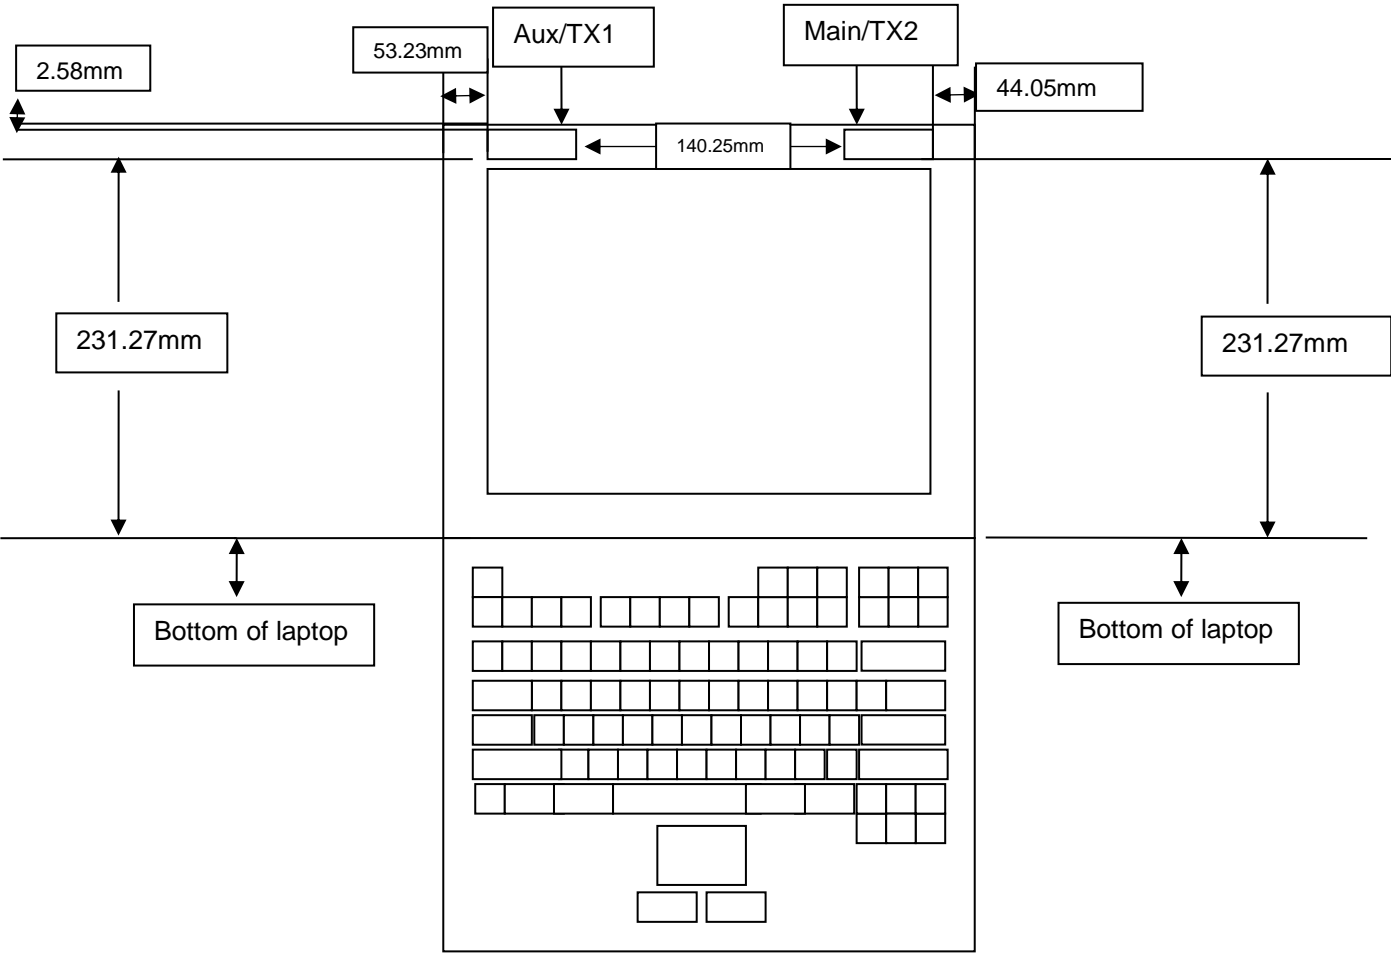 53.23mm
Aux/TX1
Main/TX2
2.58mm
44.05mm
140.25mm
231.27mm
231.27mm
Bottom of laptop
Bottom of laptop